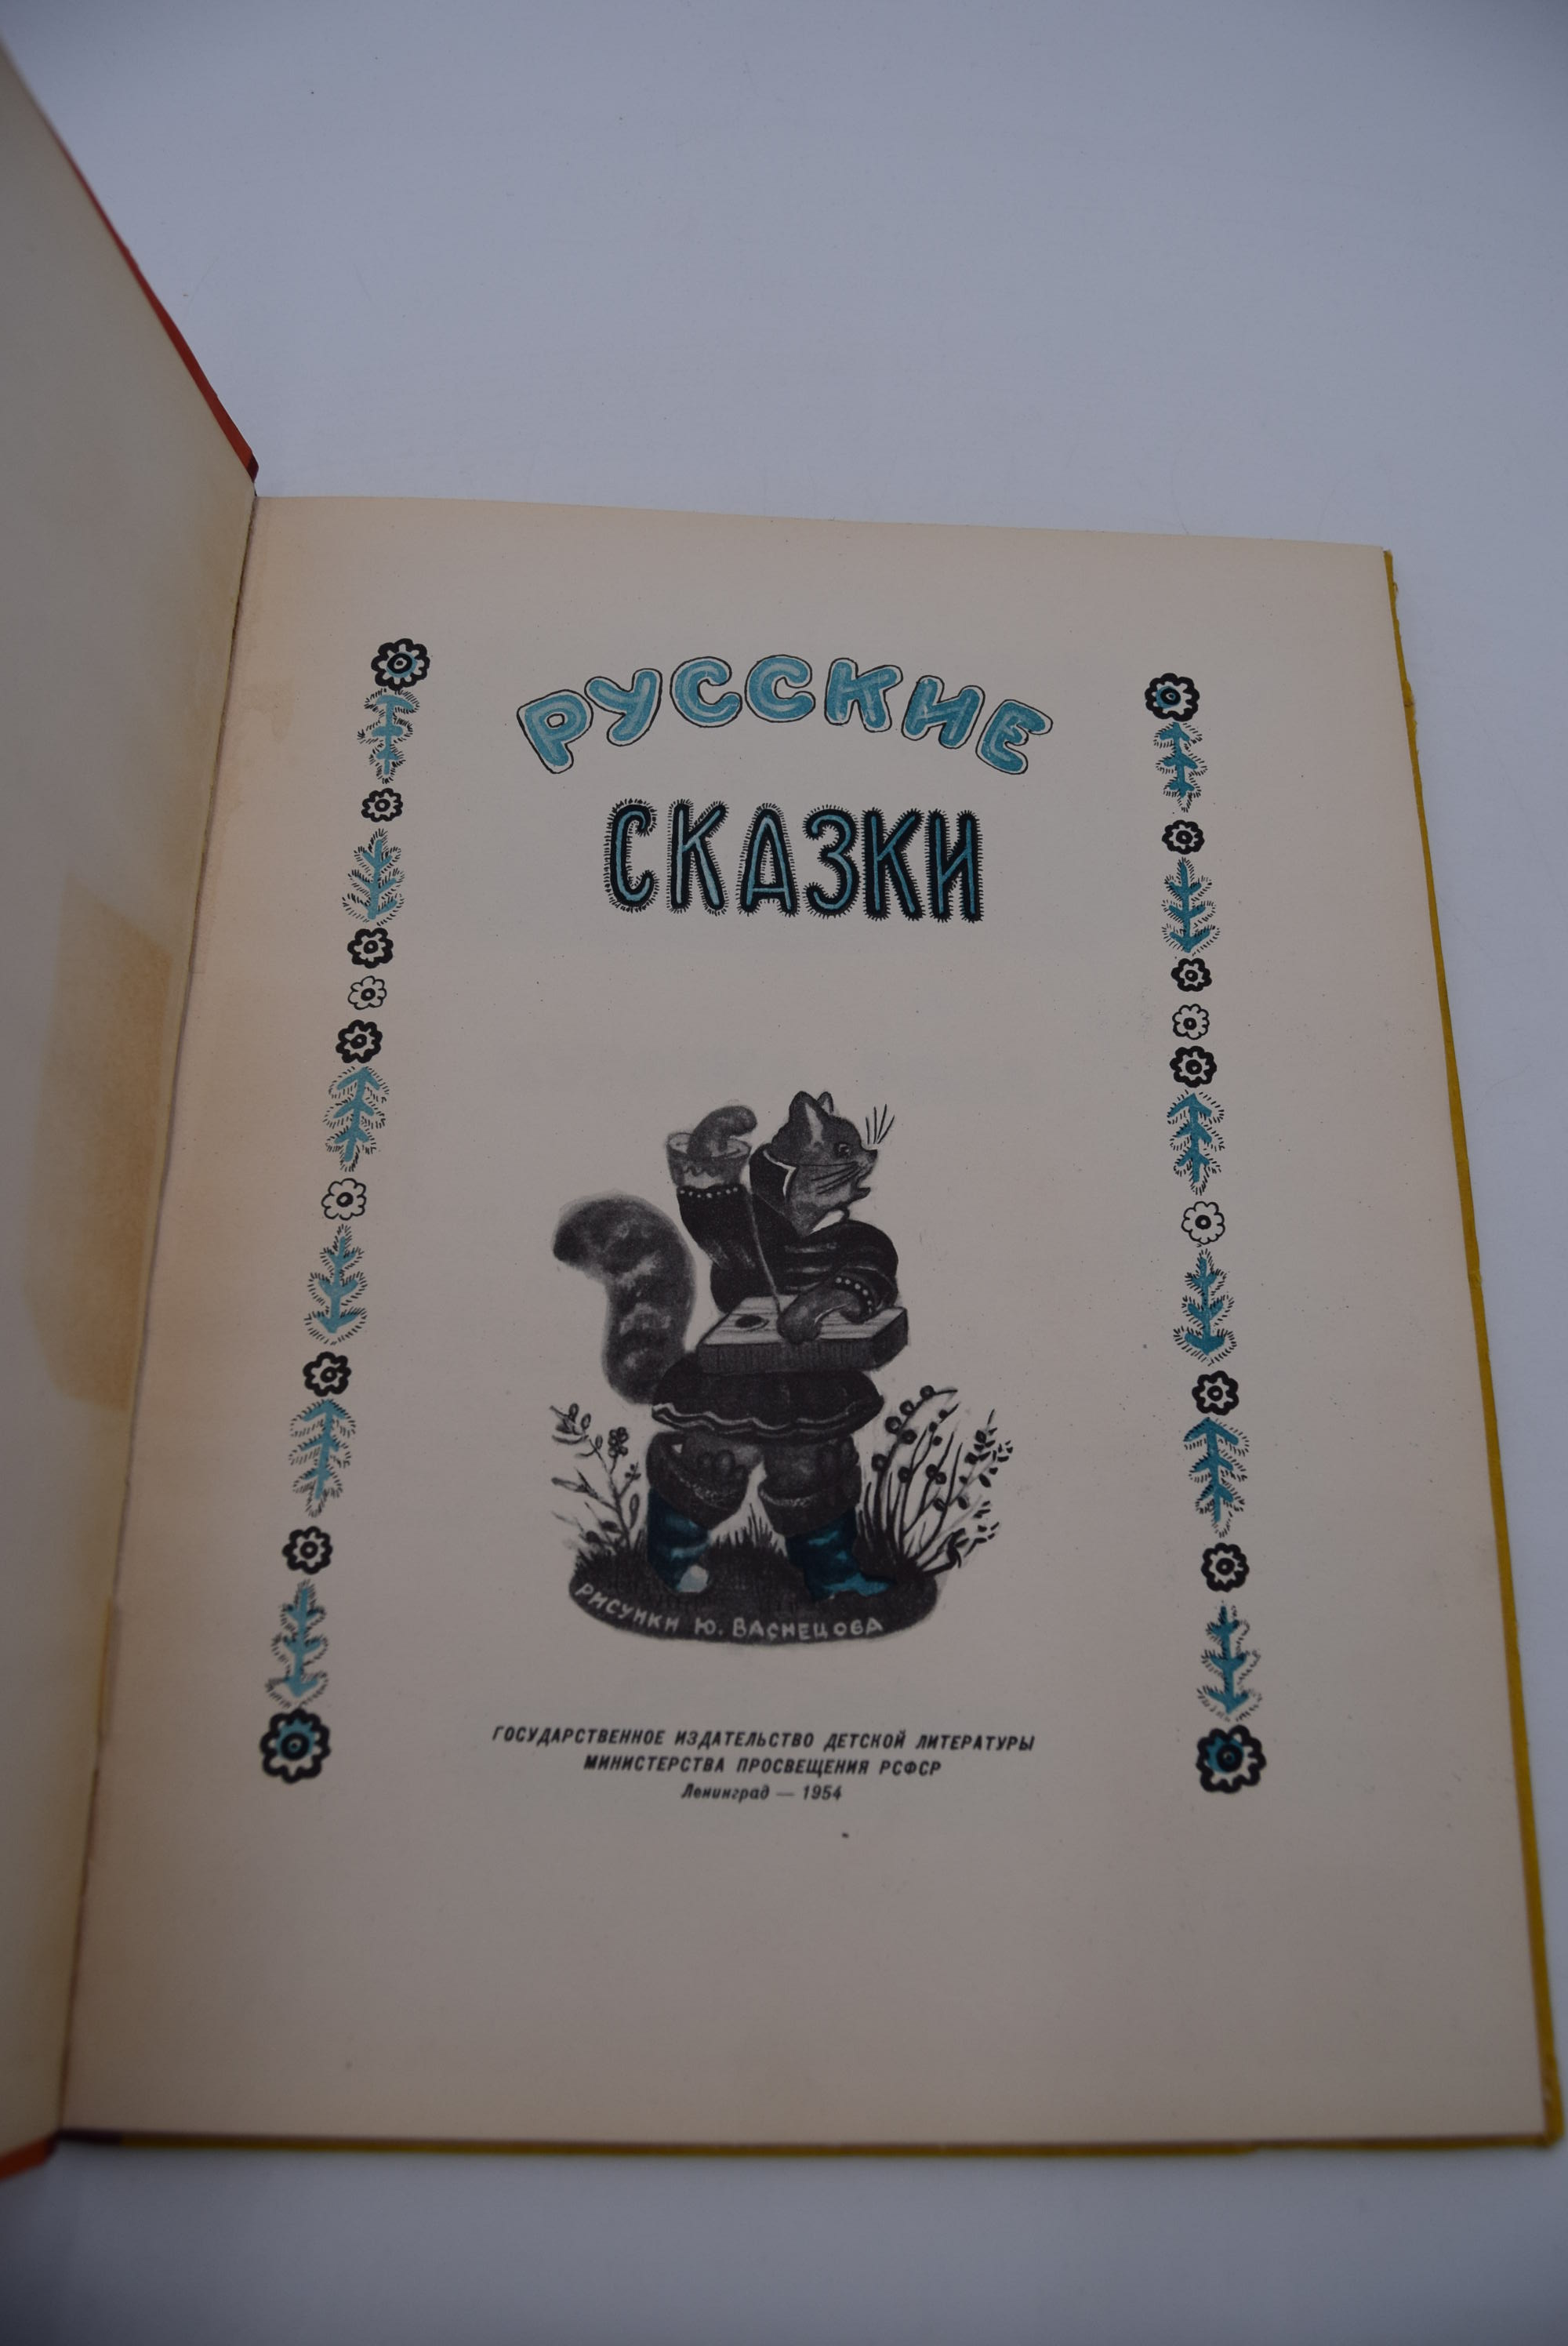 РУССКИЕ
СКАЗКИ
РИСУНКИ Ю. ВАСНЕЦОВА
ГОСУДАРСТВЕННОЕ ИЗДАТЕЛЬСТВО ДЕТСКОЙ ЛИТЕРАТУРЫ
МИНИСТЕРСТВА ПРОСВЕЩЕНИЯ РСФСР
Ленинград — 1954